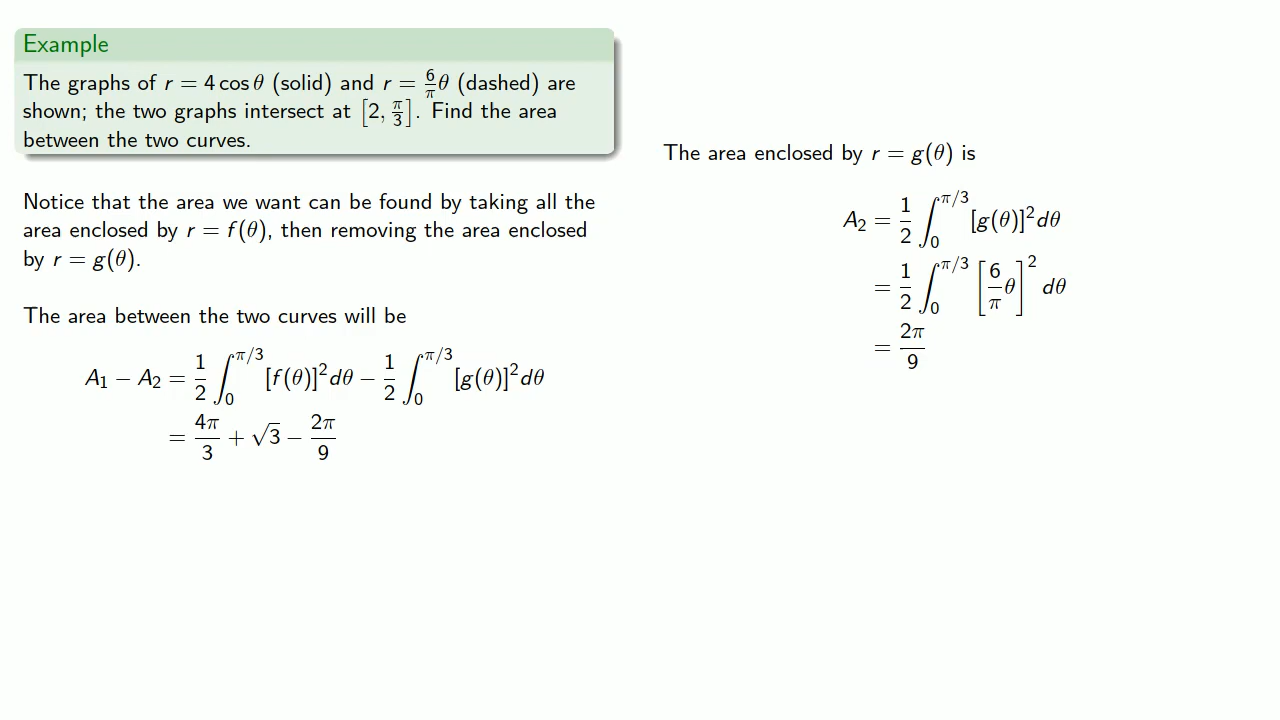 Example
The graphs of r = 4 cos θ (solid) and r = 6/π θ (dashed) are
shown; the two graphs intersect at [2, π/3]. Find the area
between the two curves.
Notice that the area we want can be found by taking all the
area enclosed by r = f(θ), then removing the area enclosed
by r = g(θ).
The area between the two curves will be
A₁ − A₂ = 1/2 ∫₀^{π/3} [f(θ)]² dθ − 1/2 ∫₀^{π/3} [g(θ)]² dθ
= 4π/3 + √3 − 2π/9
The area enclosed by r = g(θ) is
A₂ = 1/2 ∫₀^{π/3} [g(θ)]² dθ
= 1/2 ∫₀^{π/3} [6/π θ]² dθ
= 2π/9